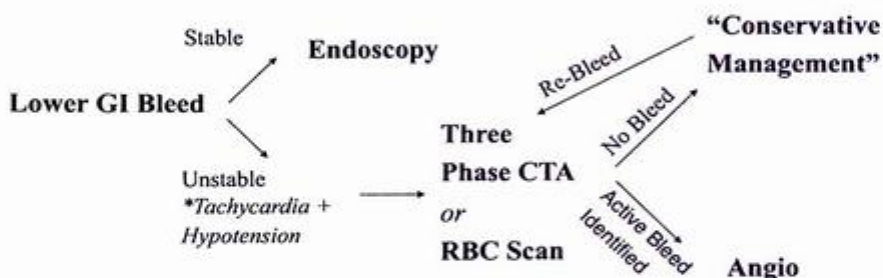 Stable
Endoscopy
Lower GI Bleed
Unstable
*Tachycardia +
Hypotension
Three
Phase CTA
or
RBC Scan
Re-Bleed
No Bleed
Active Bleed
Identified
"Conservative
Management"
Angio